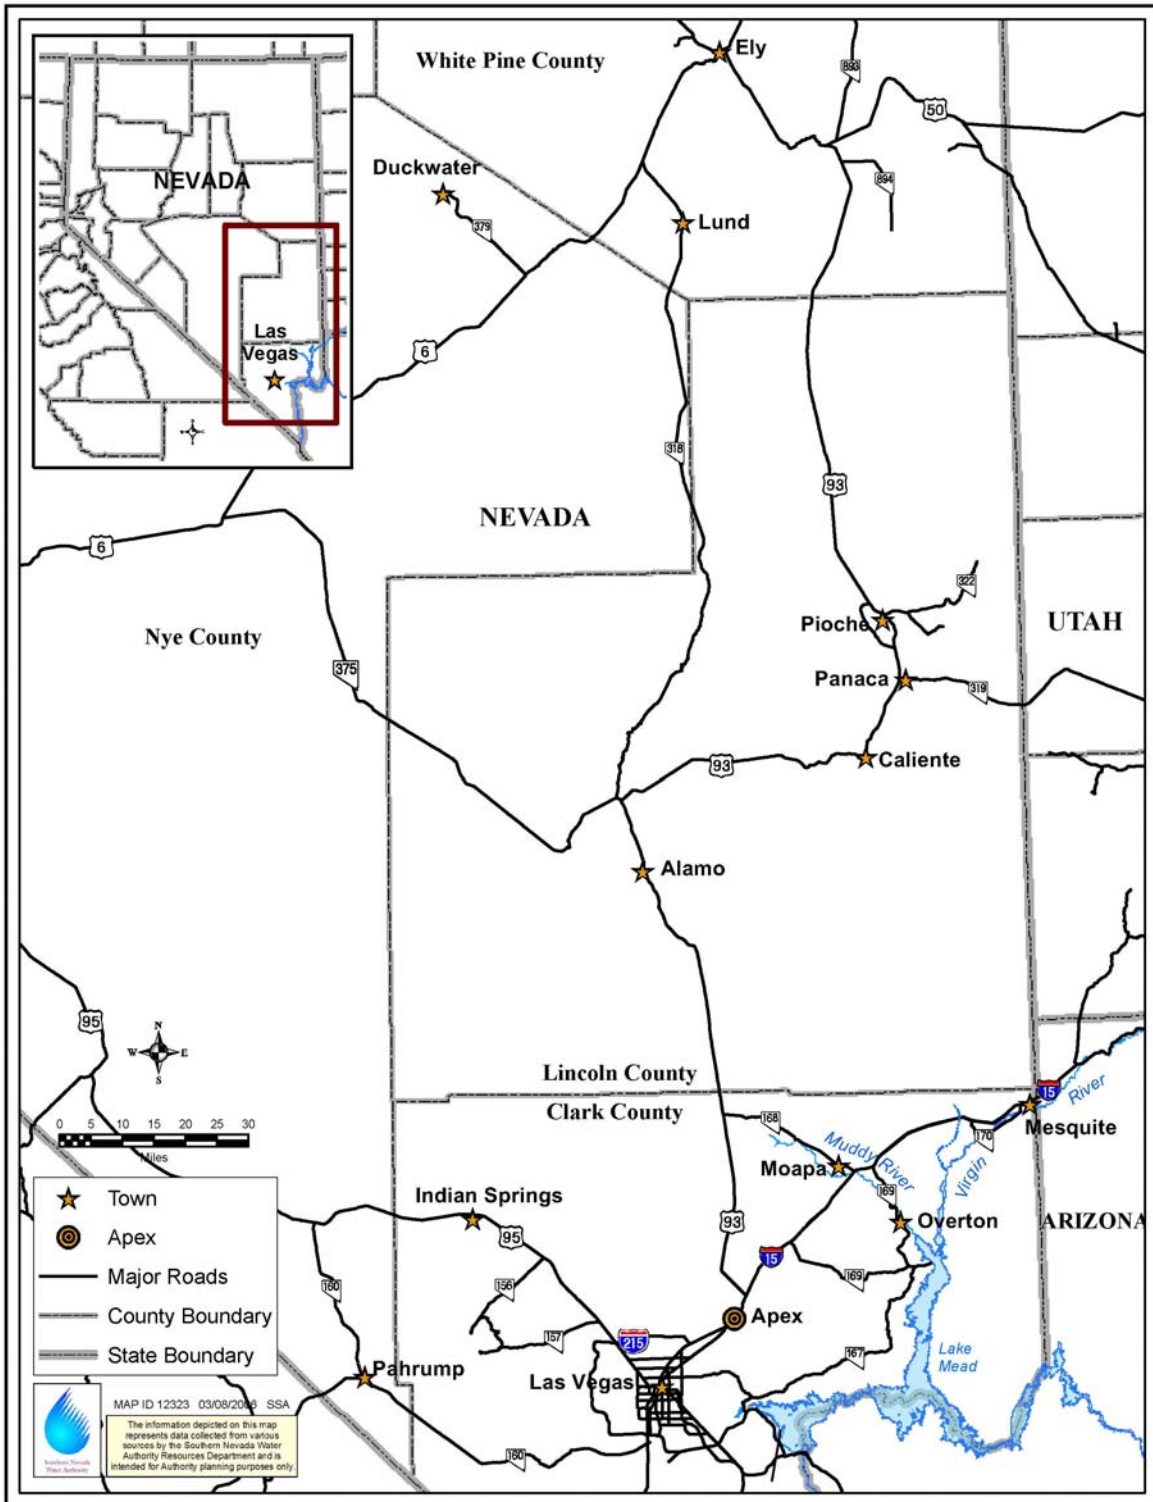 White Pine County
Ely
893
50
NEVADA
Duckwater
379
894
Lund
Las
Vegas
6
318
93
NEVADA
6
322
Pioche
UTAH
Nye County
375
Panaca
319
93
Caliente
Alamo
95
N
W E
S
Lincoln County
Clark County
15
River
0 5 10 15 20 25 30
Miles
168
Mesquite
170
Muddy River
Moapa
Virgin
169
Indian Springs
95
93
Overton
ARIZONA
15
169
160
156
157
215
Apex
167
Lake
Mead
Pahrump
Las Vegas
160
Town
Apex
Major Roads
County Boundary
State Boundary
MAP ID 12323 03/08/2006 SSA
The information depicted on this map
represents data collected from various
sources by the Southern Nevada Water
Authority Resources Department and is
intended for Authority planning purposes only.
Southern Nevada
Water Authority